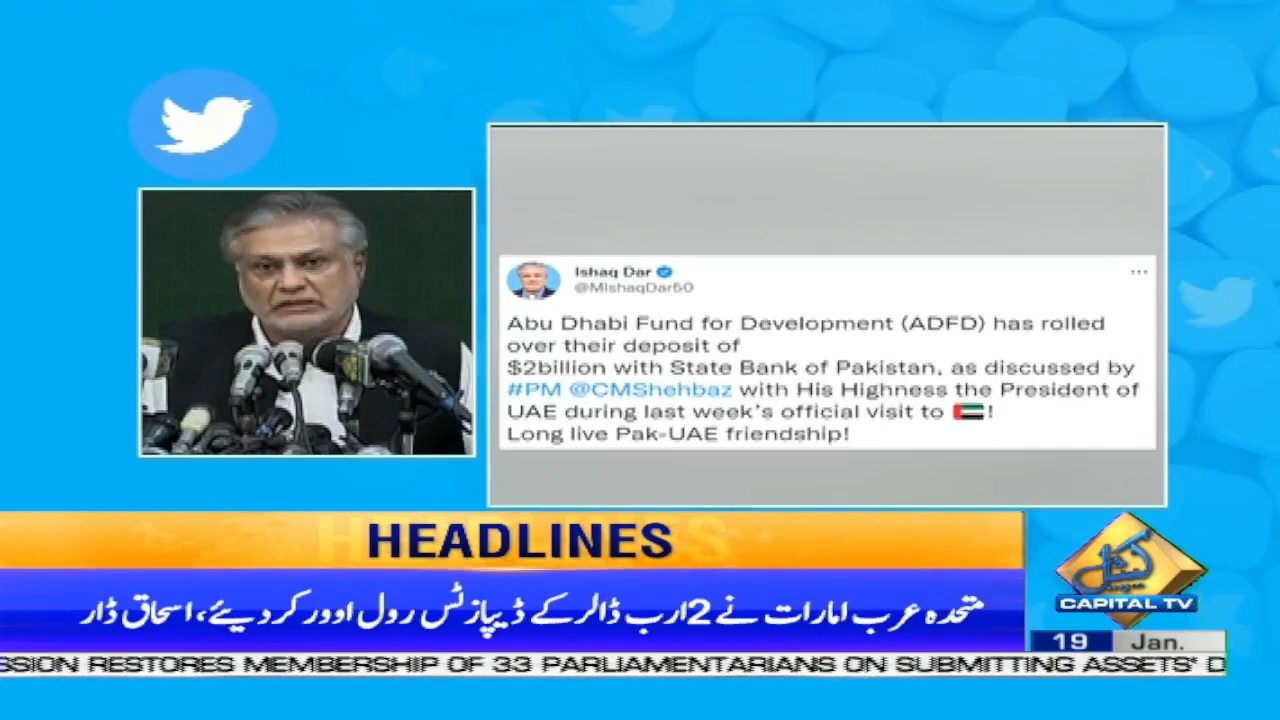 Ishaq Dar
@MIshaqDar50
Abu Dhabi Fund for Development (ADFD) has rolled
over their deposit of
$2billion with State Bank of Pakistan, as discussed by
#PM @CMShehbaz with His Highness the President of
UAE during last week's official visit to 🇦🇪!
Long live Pak-UAE friendship!
HEADLINES
متحدہ عرب امارات نے 2 ارب ڈالر کے ڈیپازٹس رول اوور کر دیئے، اسحاق ڈار
کیپیٹل
CAPITAL TV
19 Jan.
SSION RESTORES MEMBERSHIP OF 33 PARLIAMENTARIANS ON SUBMITTING ASSETS' D